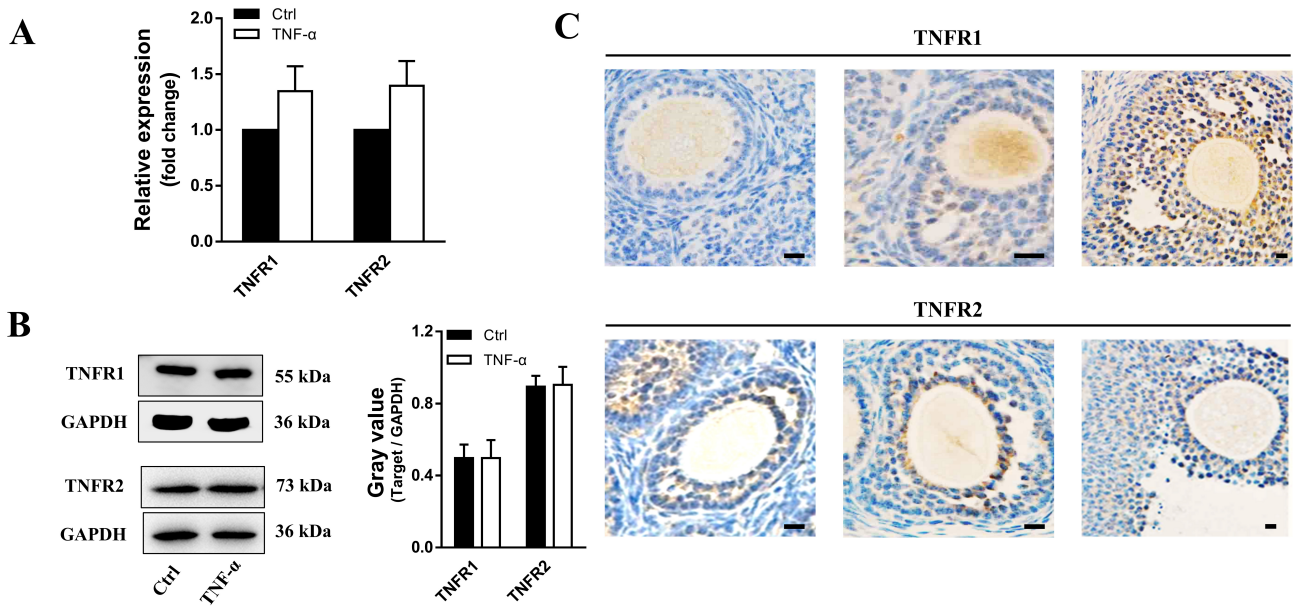 A
Relative expression
(fold change)
2.0
1.5
1.0
0.5
0.0
Ctrl
TNF-α
TNFR1
TNFR2
B
TNFR1
55 kDa
GAPDH
36 kDa
TNFR2
73 kDa
GAPDH
36 kDa
Ctrl
TNF-α
Gray value
(Target / GAPDH)
1.2
0.8
0.4
0.0
Ctrl
TNF-α
TNFR1
TNFR2
C
TNFR1
TNFR2